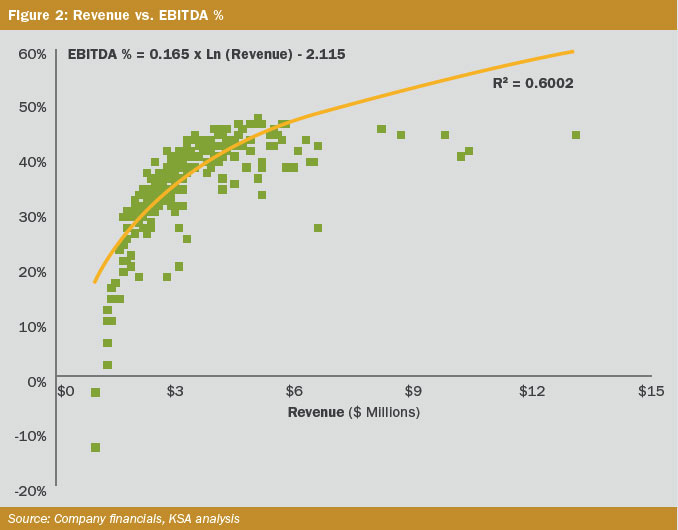 Figure 2: Revenue vs. EBITDA %
60%
EBITDA % = 0.165 x Ln (Revenue) - 2.115
R² = 0.6002
50%
40%
30%
20%
10%
0%
$0 $3 $6 $9 $12 $15
Revenue ($ Millions)
-10%
-20%
Source: Company financials, KSA analysis